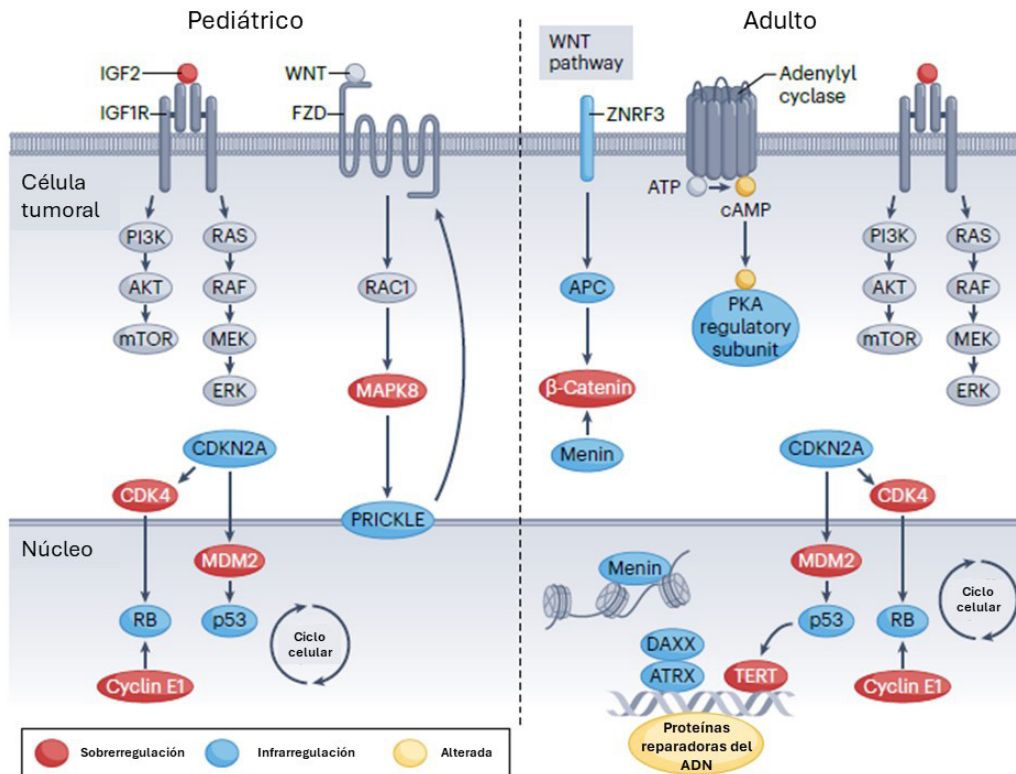 Pediátrico
Adulto
IGF2
IGF1R
WNT
FZD
Célula
tumoral
PI3K
AKT
mTOR
RAS
RAF
MEK
ERK
RAC1
MAPK8
PRICKLE
CDKN2A
CDK4
Núcleo
MDM2
RB
p53
Cyclin E1
Ciclo
celular
WNT
pathway
ZNRF3
Adenylyl
cyclase
ATP
cAMP
APC
PKA
regulatory
subunit
β-Catenin
Menin
PI3K
AKT
mTOR
RAS
RAF
MEK
ERK
CDKN2A
CDK4
Menin
MDM2
p53
RB
Ciclo
celular
DAXX
ATRX
TERT
Cyclin E1
Proteínas
reparadoras del
ADN
Sobrerregulación
Infrarregulación
Alterada